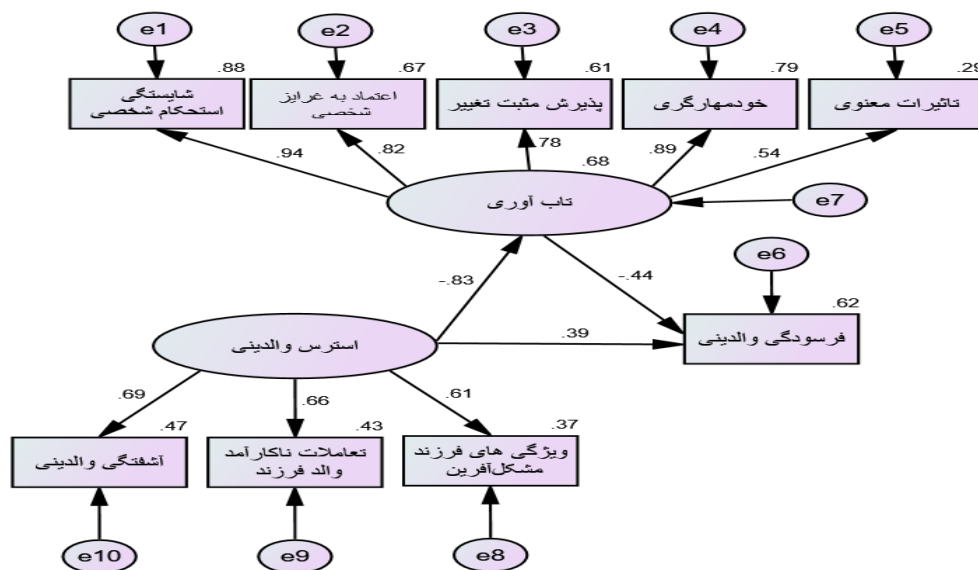 e1
e2
e3
e4
e5
.88
.67
.61
.79
.29
شایستگی
استحکام شخصی
اعتماد به غرایز
شخصی
پذیرش مثبت تغییر
خودمهارگری
تاثیرات معنوی
.94
.82
.78
.89
.54
.68
تاب آوری
e7
e6
-.83
-.44
.62
استرس والدینی
.39
فرسودگی والدینی
.69
.66
.61
.47
.43
.37
آشفتگی والدینی
تعاملات ناکارآمد
والد فرزند
ویژگی های فرزند
مشکل‌آفرین
e10
e9
e8